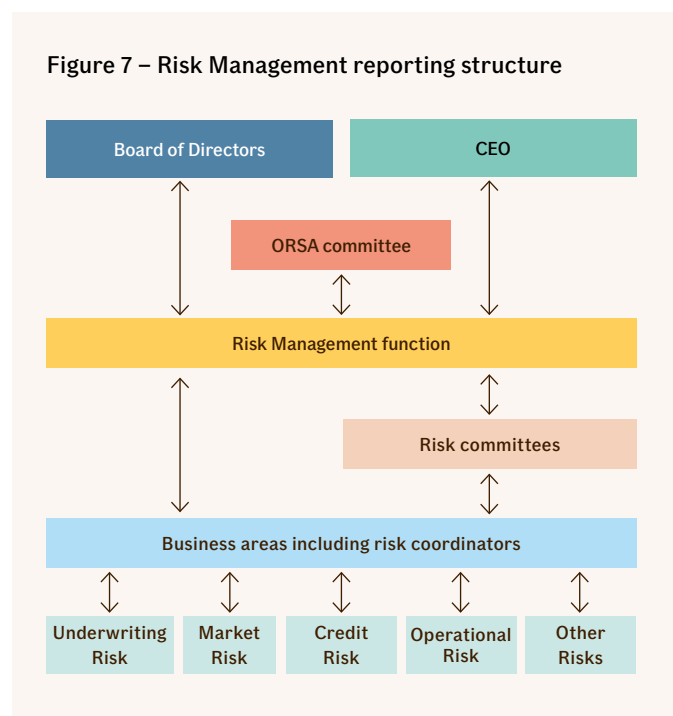 Figure 7 – Risk Management reporting structure
Board of Directors
CEO
ORSA committee
Risk Management function
Risk committees
Business areas including risk coordinators
Underwriting
Risk
Market
Risk
Credit
Risk
Operational
Risk
Other
Risks